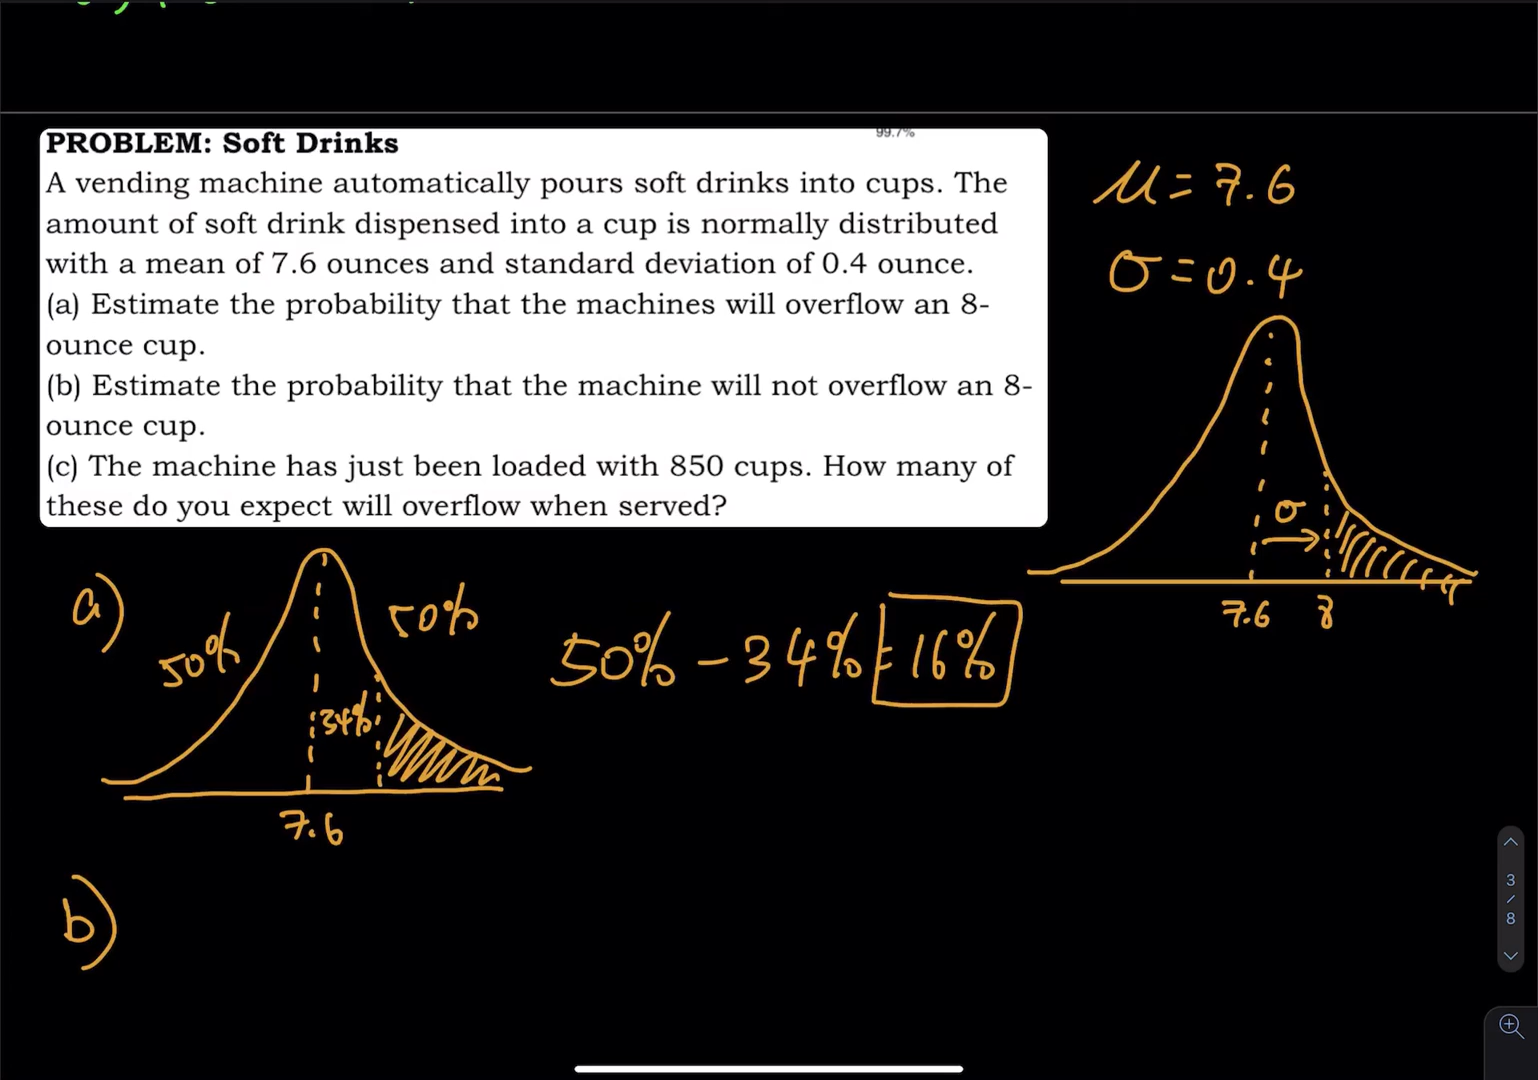 99.7%
PROBLEM: Soft Drinks
A vending machine automatically pours soft drinks into cups. The
amount of soft drink dispensed into a cup is normally distributed
with a mean of 7.6 ounces and standard deviation of 0.4 ounce.
(a) Estimate the probability that the machines will overflow an 8-
ounce cup.
(b) Estimate the probability that the machine will not overflow an 8-
ounce cup.
(c) The machine has just been loaded with 850 cups. How many of
these do you expect will overflow when served?
μ = 7.6
σ = 0.4
σ
7.6 8
a)
50% 50%
34%
7.6
50% - 34% = 16%
b)
3
/
8